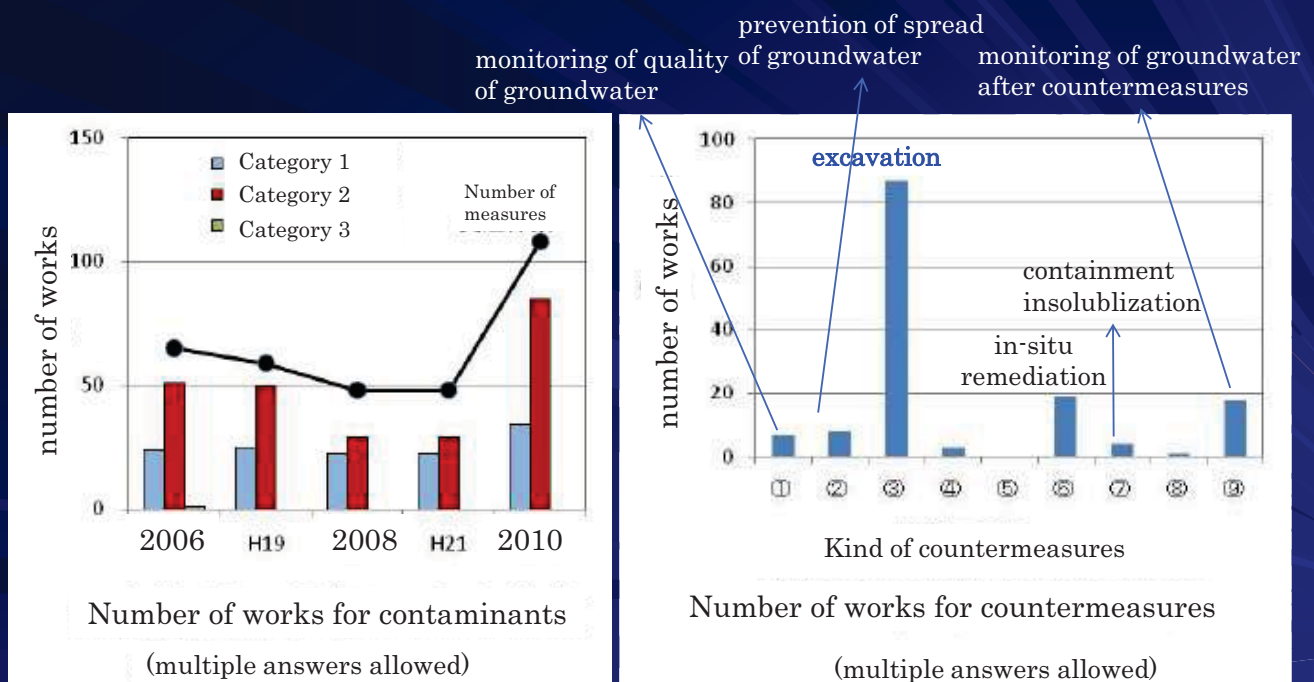 monitoring of quality
of groundwater
prevention of spread
of groundwater
monitoring of groundwater
after countermeasures
150
100
50
0
number of works
Category 1
Category 2
Category 3
Number of
measures
2006 H19 2008 H21 2010
Number of works for contaminants
(multiple answers allowed)
100
80
60
40
20
0
number of works
excavation
containment
insolublization
in-situ
remediation
① ② ③ ④ ⑤ ⑥ ⑦ ⑧ ⑨
Kind of countermeasures
Number of works for countermeasures
(multiple answers allowed)